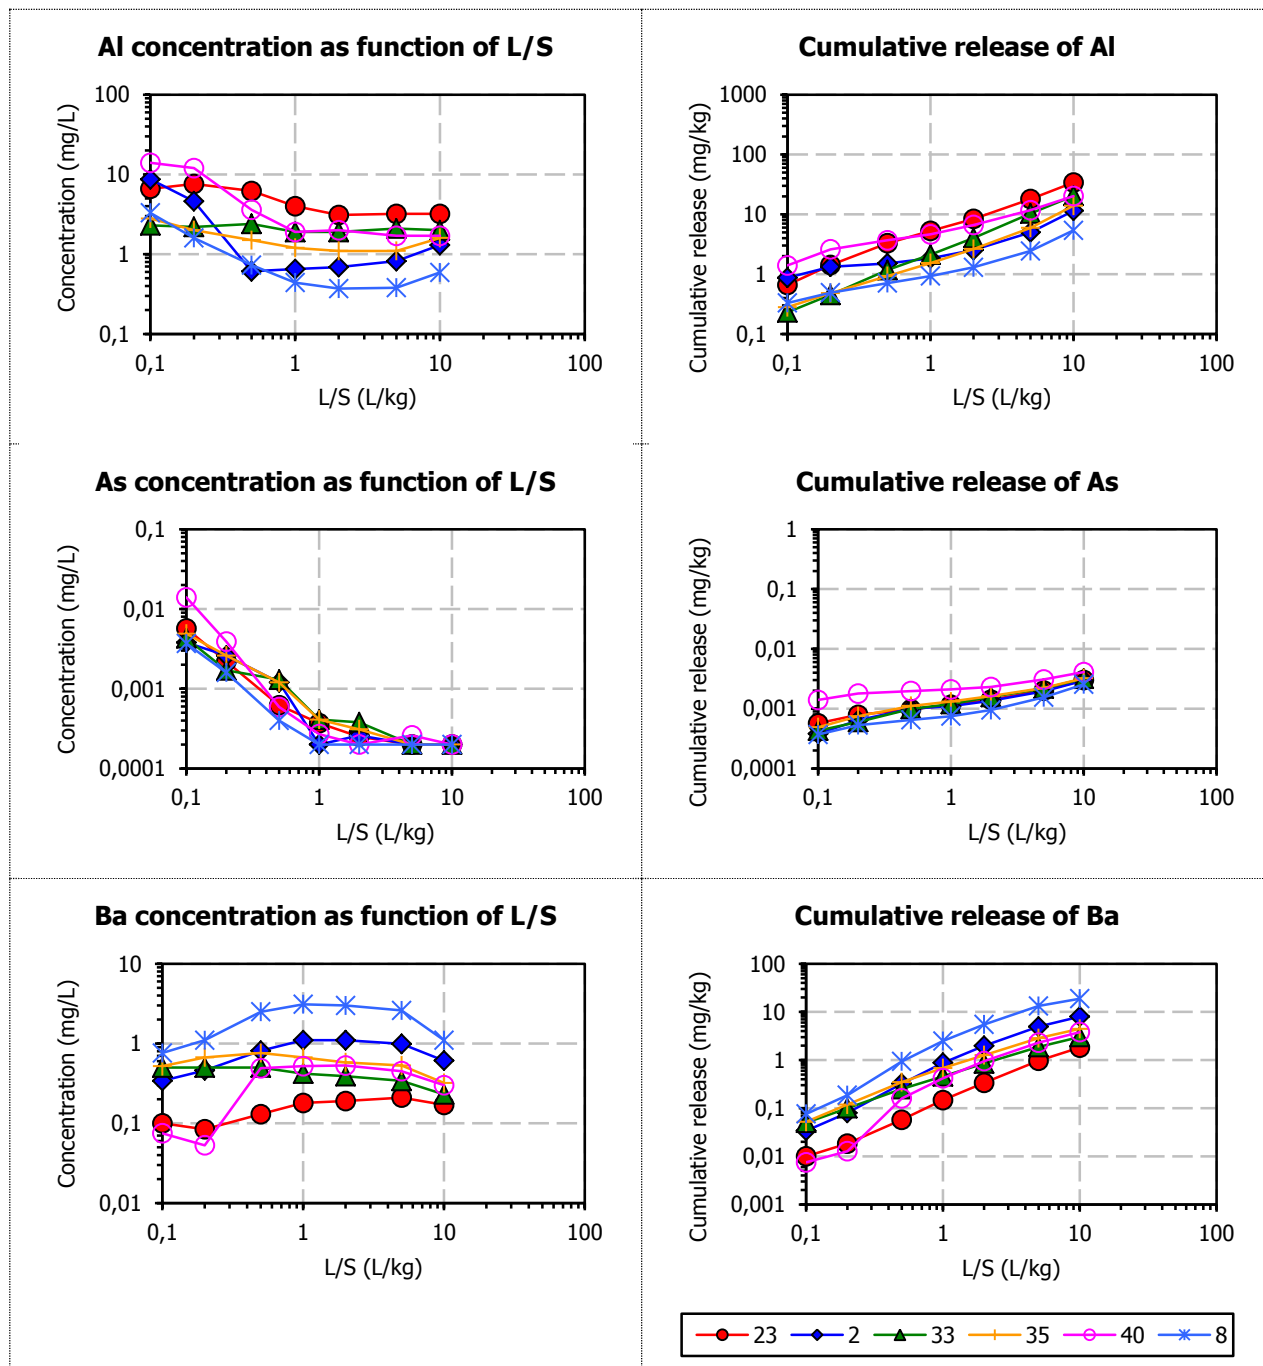 Al concentration as function of L/S
Concentration (mg/L)
100
10
1
0,1
0,1 1 10 100
L/S (L/kg)
Cumulative release of Al
Cumulative release (mg/kg)
1000
100
10
1
0,1
0,1 1 10 100
L/S (L/kg)
As concentration as function of L/S
Concentration (mg/L)
0,1
0,01
0,001
0,0001
0,1 1 10 100
L/S (L/kg)
Cumulative release of As
Cumulative release (mg/kg)
1
0,1
0,01
0,001
0,0001
0,1 1 10 100
L/S (L/kg)
Ba concentration as function of L/S
Concentration (mg/L)
10
1
0,1
0,01
0,1 1 10 100
L/S (L/kg)
Cumulative release of Ba
Cumulative release (mg/kg)
100
10
1
0,1
0,01
0,001
0,1 1 10 100
L/S (L/kg)
23 2 33 35 40 8